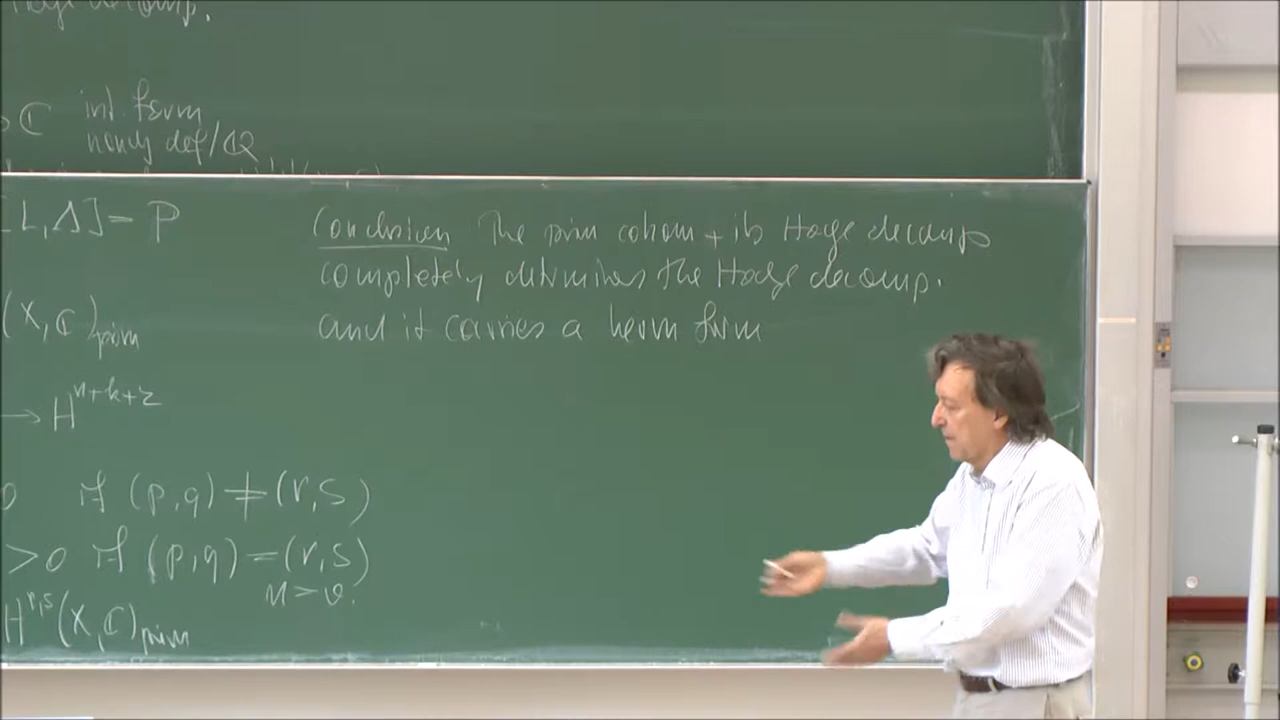 decomp.
→ ℂ int. form
nondeg def/ℚ
[L,Λ]= P
(X,ℂ)prim
→ H^{n+k+2}
0 if (p,q) ≠ (r,s)
>0 if (p,q) = (r,s)
H^{r,s}(X,ℂ)prim
Conclusion The prim cohom + its Hodge decomp
completely determines the Hodge decomp.
and it carries a herm form